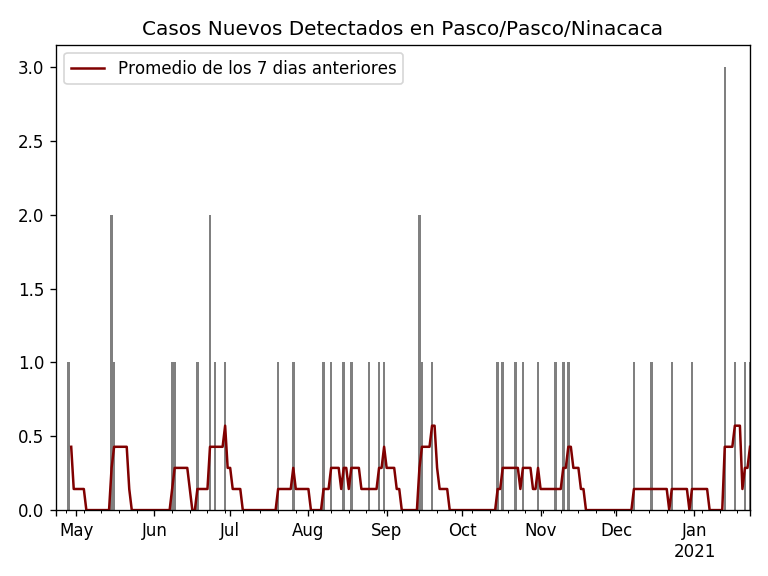 Casos Nuevos Detectados en Pasco/Pasco/Ninacaca
Promedio de los 7 dias anteriores
3.0
2.5
2.0
1.5
1.0
0.5
0.0
May Jun Jul Aug Sep Oct Nov Dec Jan
2021